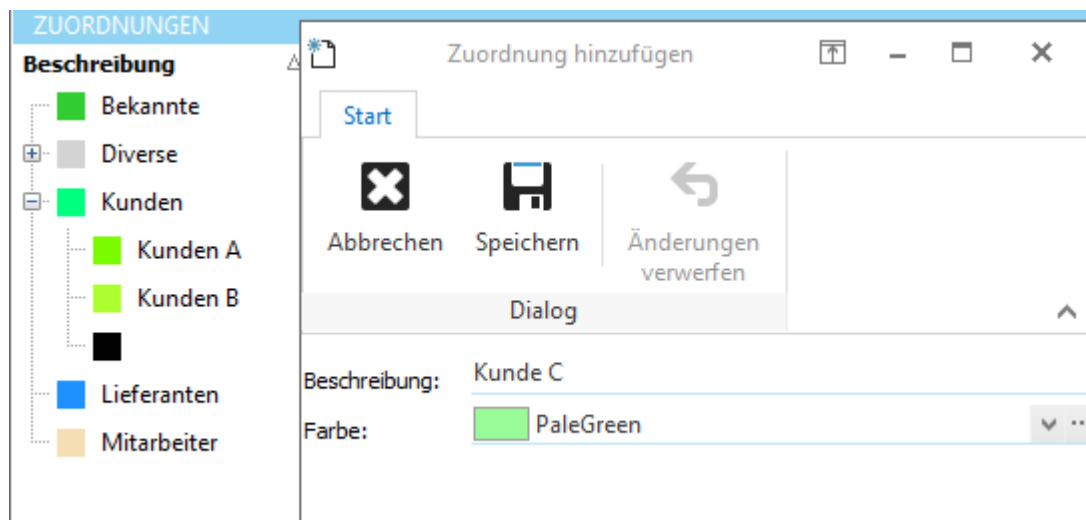 ZUORDNUNGEN
Beschreibung
Bekannte
Diverse
Kunden
Kunden A
Kunden B
Lieferanten
Mitarbeiter
Zuordnung hinzufügen
Start
Abbrechen
Speichern
Änderungen
verwerfen
Dialog
Beschreibung: Kunde C
Farbe: PaleGreen